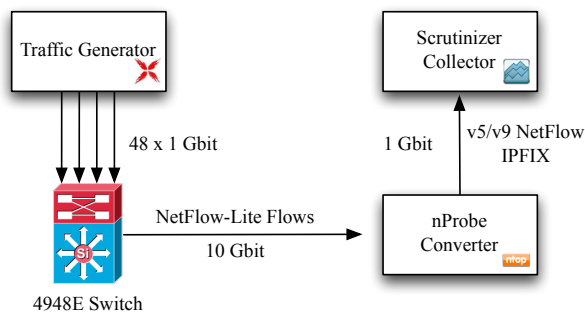 Traffic Generator
Scrutinizer
Collector
48 x 1 Gbit
1 Gbit
v5/v9 NetFlow
IPFIX
NetFlow-Lite Flows
10 Gbit
Si
nProbe
Converter
ntop
4948E Switch